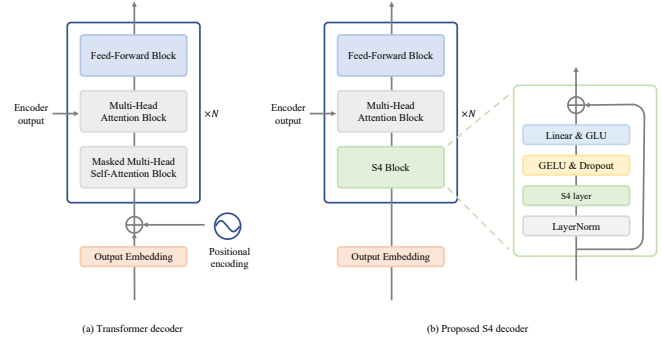 Feed-Forward Block
Encoder
output
Multi-Head
Attention Block
×N
Masked Multi-Head
Self-Attention Block
Positional
encoding
Output Embedding
(a) Transformer decoder
Feed-Forward Block
Encoder
output
Multi-Head
Attention Block
×N
S4 Block
Output Embedding
Linear & GLU
GELU & Dropout
S4 layer
LayerNorm
(b) Proposed S4 decoder